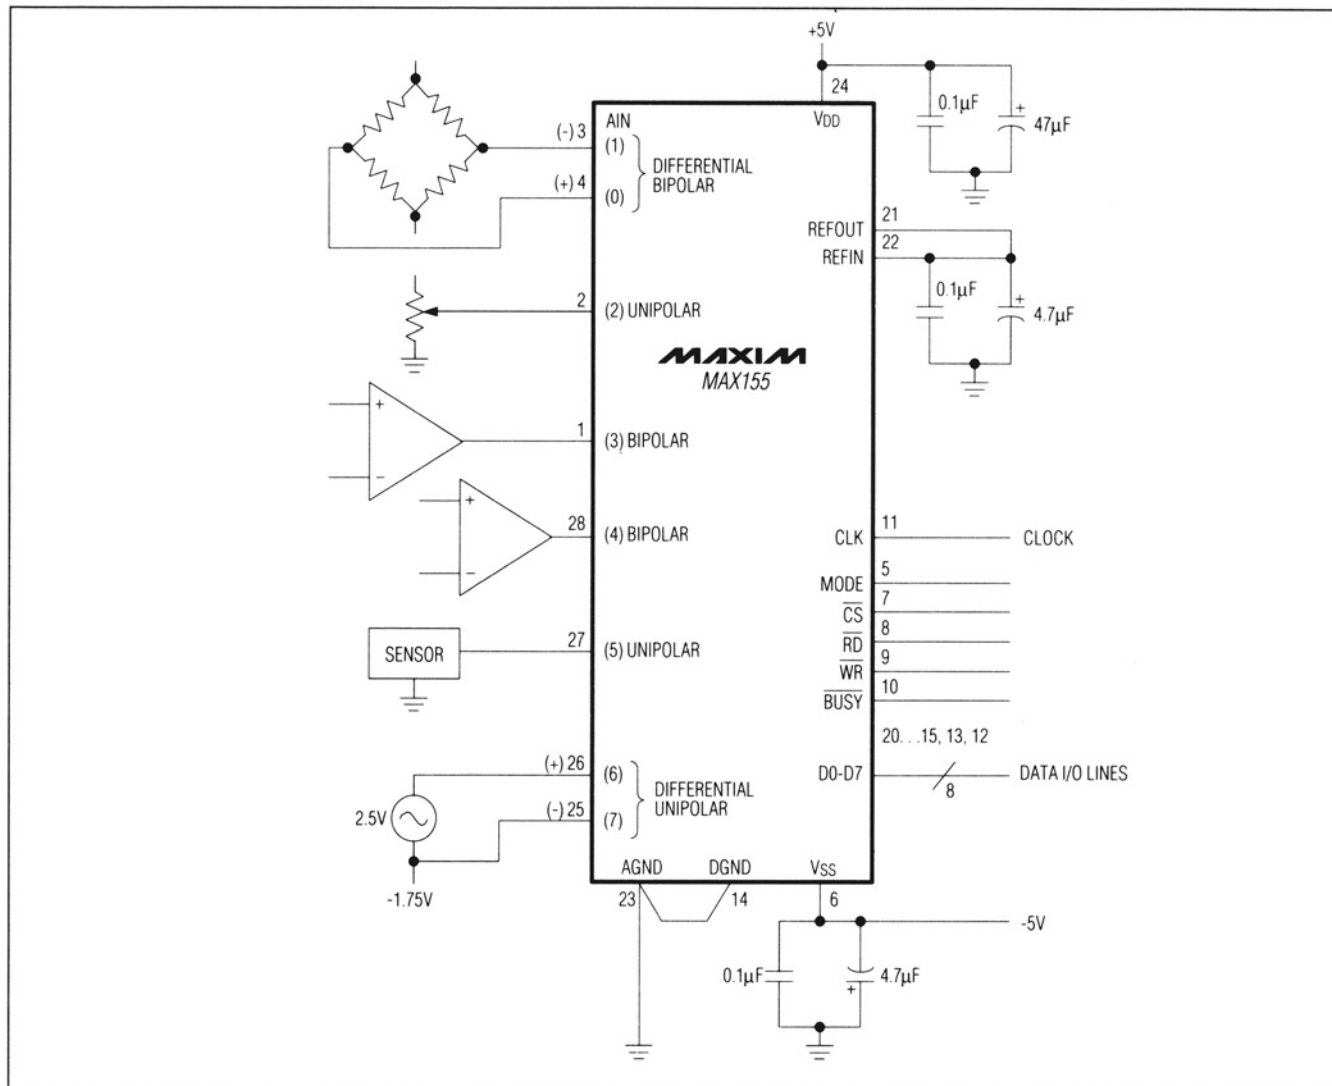 +5V
24
0.1µF
+
47µF
VDD
AIN
(-) 3
(1)
DIFFERENTIAL
BIPOLAR
(+) 4
(0)
21
REFOUT
22
REFIN
0.1µF
+
4.7µF
2
(2) UNIPOLAR
MAXIM
MAX155
+
−
1
(3) BIPOLAR
+
−
28
(4) BIPOLAR
11
CLK
CLOCK
5
MODE
7
CS
8
RD
9
WR
10
BUSY
SENSOR
27
(5) UNIPOLAR
20. . .15, 13, 12
D0-D7
8
DATA I/O LINES
(+) 26
(6)
DIFFERENTIAL
UNIPOLAR
2.5V
(-) 25
(7)
-1.75V
AGND
DGND
VSS
23
14
6
-5V
0.1µF
+
4.7µF